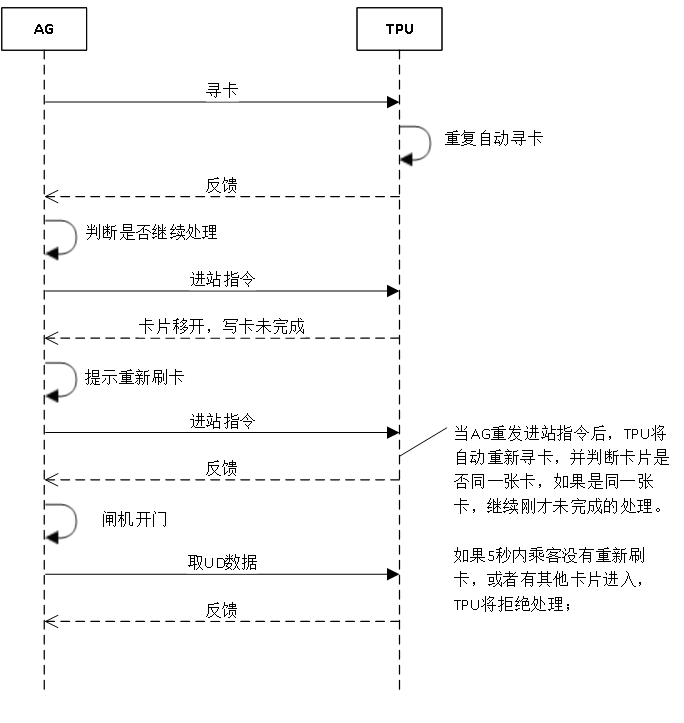 AG
TPU
寻卡
重复自动寻卡
反馈
判断是否继续处理
进站指令
卡片移开，写卡未完成
提示重新刷卡
进站指令
当AG重发进站指令后，TPU将
自动重新寻卡，并判断卡片是
否同一张卡，如果是同一张
卡，继续刚才未完成的处理。
反馈
闸机开门
如果5秒内乘客没有重新刷
卡，或者有其他卡片进入，
TPU将拒绝处理；
取UD数据
反馈